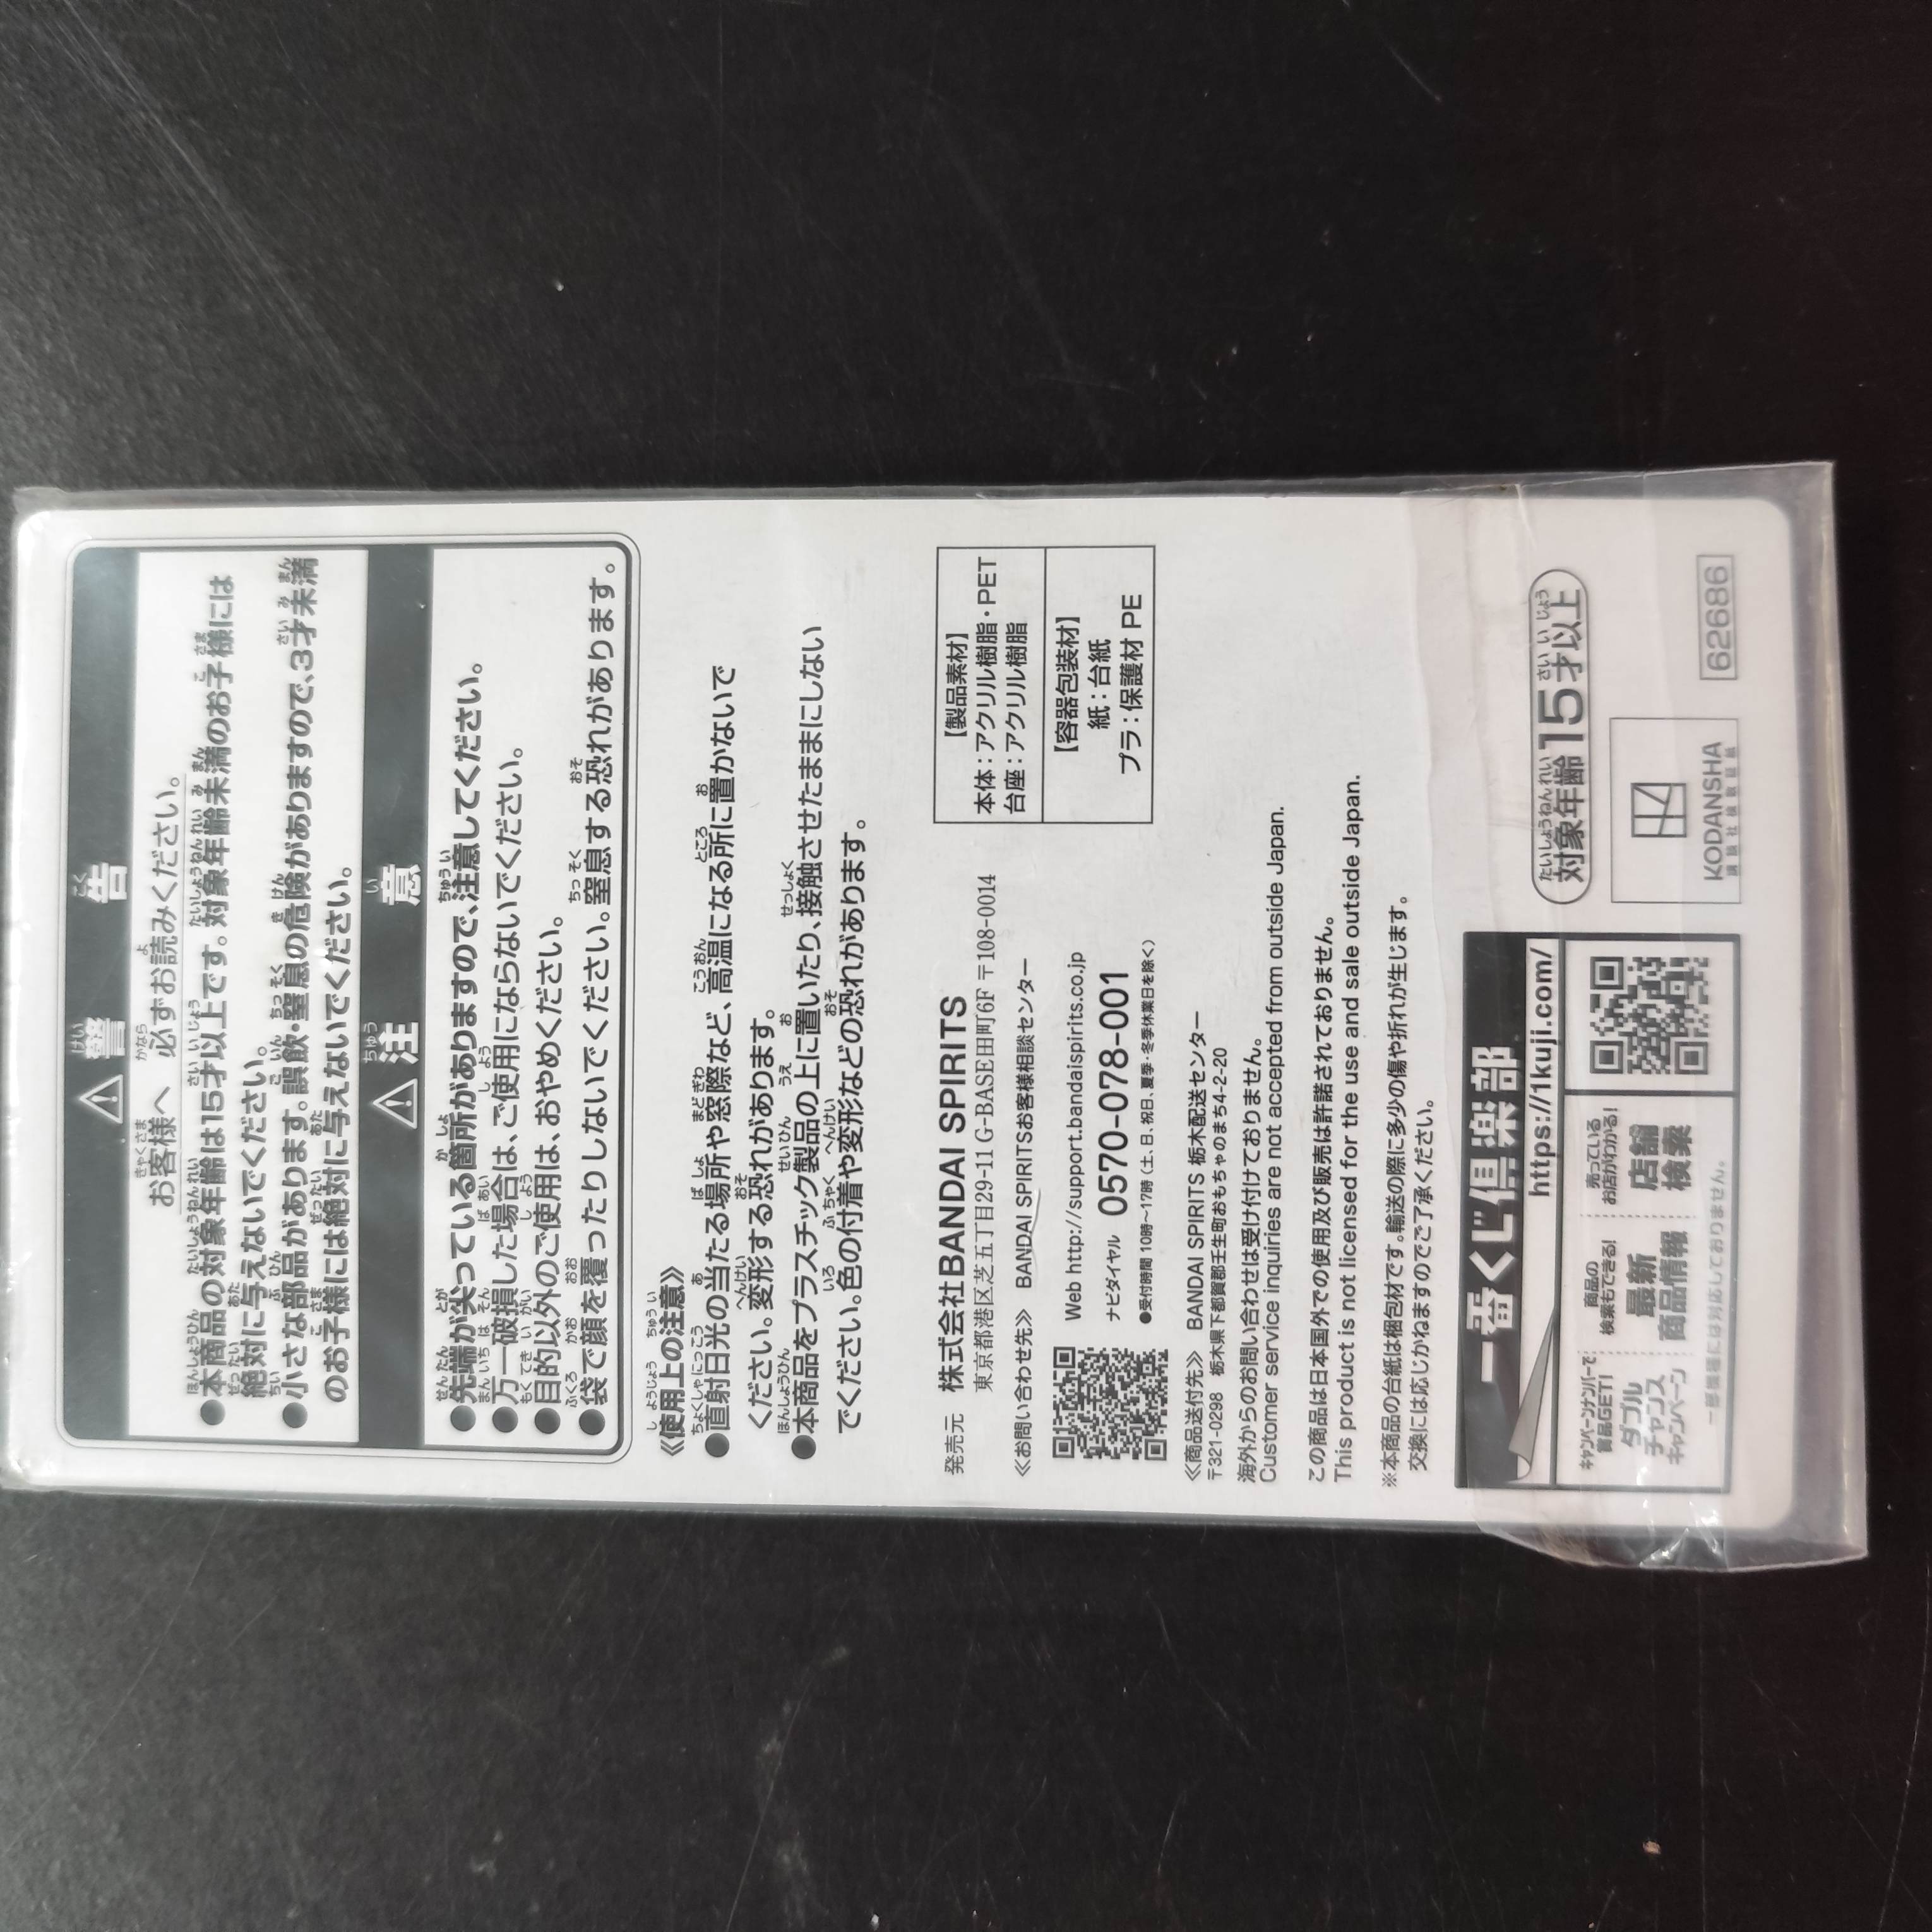 ⚠警告
お客様へ 必ずお読みください。
●本商品の対象年齢は15才以上です。対象年齢未満のお子様には
絶対に与えないでください。
●小さな部品があります。誤飲・窒息の危険がありますので、3才未満
のお子様には絶対に与えないでください。
⚠注意
●先端が尖っている箇所がありますので、注意してください。
●万一破損した場合は、ご使用にならないでください。
●目的以外のご使用は、おやめください。
●袋で顔を覆ったりしないでください。窒息する恐れがあります。
≪使用上の注意≫
●直射日光の当たる場所や窓際など、高温になる所に置かないで
ください。変形する恐れがあります。
●本商品をプラスチック製品の上に置いたり、接触させたままにしない
でください。色の付着や変形などの恐れがあります。
発売元 株式会社BANDAI SPIRITS
東京都港区芝五丁目29-11 G-BASE田町6F 〒108-0014
≪お問い合わせ先≫ BANDAI SPIRITSお客様相談センター
Web http://support.bandaispirits.co.jp
ナビダイヤル 0570-078-001
●受付時間 10時〜17時(土、日、祝日、夏季・冬季休業日を除く)
【製品素材】
本体：アクリル樹脂・PET
台座：アクリル樹脂
【容器包装材】
紙：台紙
プラ：保護材 PE
≪商品送付先≫ BANDAI SPIRITS 栃木配送センター
〒321-0298 栃木県下都賀郡壬生町おもちゃのまち4-2-20
海外からのお問い合わせは受け付けておりません。
Customer service inquiries are not accepted from outside Japan.
この商品は日本国外での使用及び販売は許諾されておりません。
This product is not licensed for the use and sale outside Japan.
※本商品の台紙は梱包材です。輸送の際に多少の傷や折れが生じます。
交換には応じかねますのでご了承ください。
一番くじ倶楽部
https://1kuji.com/
キャンペーンナンバーで
賞品GET!
ダブル
チャンス
キャンペーン
商品の
検索もできる!
最新
商品情報
売っている
お店がわかる!
店舗
検索
一部機種には対応しておりません。
対象年齢15才以上
KODANSHA
講談社検数証紙
62686